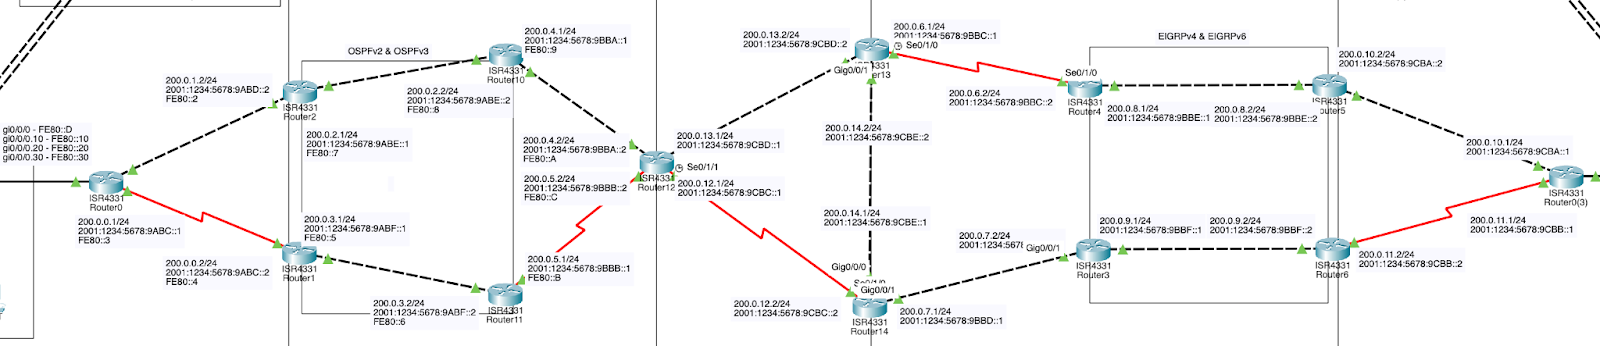 gi0/0/0 - FE80::D
gi0/0/0.10 - FE80::10
gi0/0/0.20 - FE80::20
gi0/0/0.30 - FE80::30
ISR4331
Router0
200.0.0.1/24
2001:1234:5678:9ABC::1
FE80::3
200.0.1.2/24
2001:1234:5678:9ABD::2
FE80::2
ISR4331
Router2
200.0.2.1/24
2001:1234:5678:9ABE::1
FE80::7
200.0.3.1/24
2001:1234:5678:9ABF::1
FE80::5
200.0.0.2/24
2001:1234:5678:9ABC::2
FE80::4
ISR4331
Router1
OSPFv2 & OSPFv3
200.0.2.2/24
2001:1234:5678:9ABE::2
FE80::8
200.0.3.2/24
2001:1234:5678:9ABF::2
FE80::6
200.0.4.1/24
2001:1234:5678:9BBA::1
FE80::9
ISR4331
Router10
200.0.4.2/24
2001:1234:5678:9BBA::2
FE80::A
200.0.5.2/24
2001:1234:5678:9BBB::2
FE80::C
200.0.5.1/24
2001:1234:5678:9BBB::1
FE80::B
ISR4331
Router11
200.0.13.1/24
2001:1234:5678:9CBD::1
Se0/1/1
ISR4331
Router12
200.0.12.1/24
2001:1234:5678:9CBC::1
200.0.13.2/24
2001:1234:5678:9CBD::2
Gig0/0/1
200.0.6.1/24
2001:1234:5678:9BBC::1
Se0/1/0
200.0.14.2/24
2001:1234:5678:9CBE::2
200.0.14.1/24
2001:1234:5678:9CBE::1
Gig0/0/0
Gig0/0/1
200.0.12.2/24
2001:1234:5678:9CBC::2
ISR4331
Router14
200.0.7.1/24
2001:1234:5678:9BBD::1
200.0.6.2/24
2001:1234:5678:9BBC::2
Se0/1/0
ISR4331
Router4
EIGRPv4 & EIGRPv6
200.0.8.1/24
2001:1234:5678:9BBE::1
200.0.8.2/24
2001:1234:5678:9BBE::2
200.0.7.2/24
Gig0/0/1
ISR4331
Router3
200.0.9.1/24
2001:1234:5678:9BBF::1
200.0.9.2/24
2001:1234:5678:9BBF::2
200.0.10.2/24
2001:1234:5678:9CBA::2
200.0.10.1/24
2001:1234:5678:9CBA::1
ISR4331
Router0(3)
200.0.11.1/24
2001:1234:5678:9CBB::1
200.0.11.2/24
2001:1234:5678:9CBB::2
ISR4331
Router6